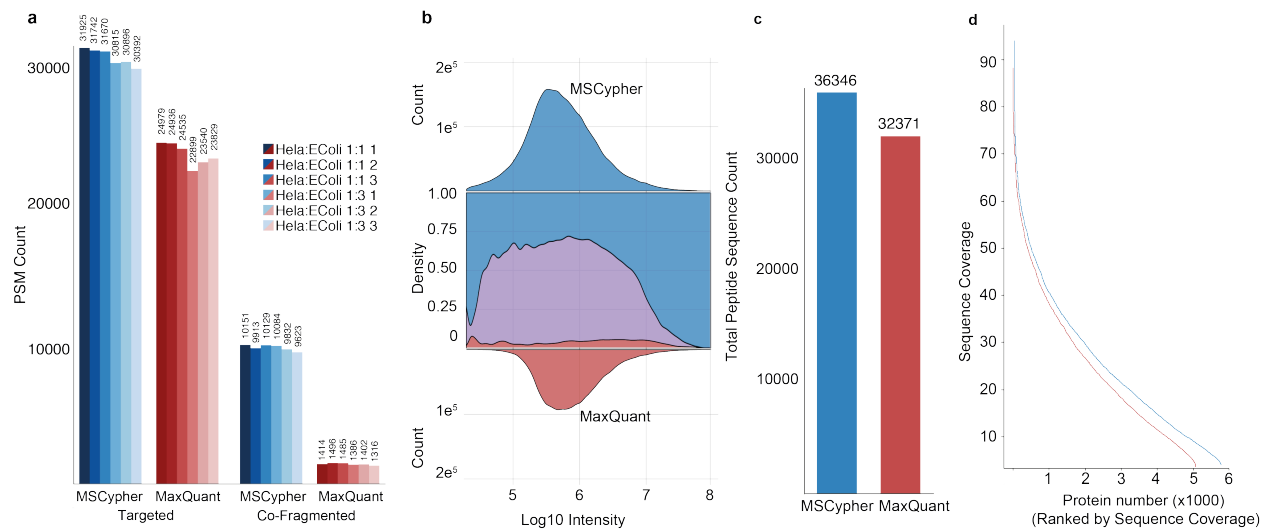 a
31925
31742
31670
30815
30896
30392
30000
20000
10000
PSM Count
24979
24936
24535
22899
23540
23829
Hela:EColi 1:1 1
Hela:EColi 1:1 2
Hela:EColi 1:1 3
Hela:EColi 1:3 1
Hela:EColi 1:3 2
Hela:EColi 1:3 3
10151
9913
10129
10084
9832
9623
1414
1496
1485
1386
1402
1316
MSCypher MaxQuant MSCypher MaxQuant
Targeted Co-Fragmented
b
2e⁵
Count
1e⁵
MSCypher
1.00
0.75
Density
0.50
0.25
0
MaxQuant
1e⁵
Count
2e⁵
5 6 7 8
Log10 Intensity
c
36346
32371
30000
20000
10000
Total Peptide Sequence Count
MSCypher MaxQuant
d
90
80
70
60
50
40
30
20
10
Sequence Coverage
1 2 3 4 5 6
Protein number (x1000)
(Ranked by Sequence Coverage)